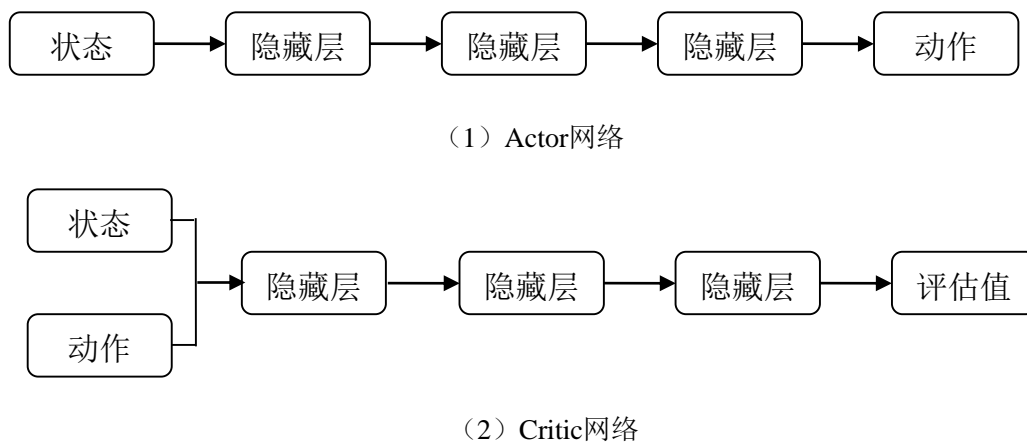 状态 隐藏层 隐藏层 隐藏层 动作
（1）Actor网络
状态
隐藏层 隐藏层 隐藏层 评估值
动作
（2）Critic网络